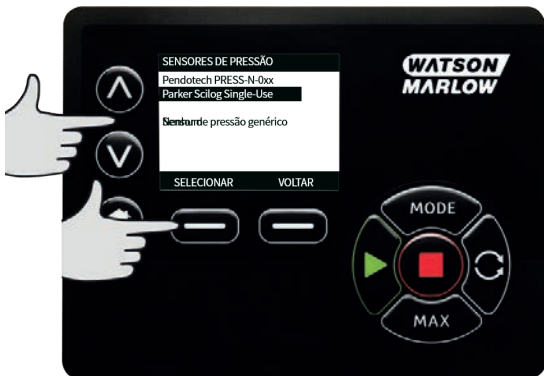 SENSORES DE PRESSÃO
Pendotech PRESS-N-0xx
Parker Scilog Single-Use
de pressão genérico
SELECIONAR VOLTAR
WATSON
MARLOW
MODE
MAX